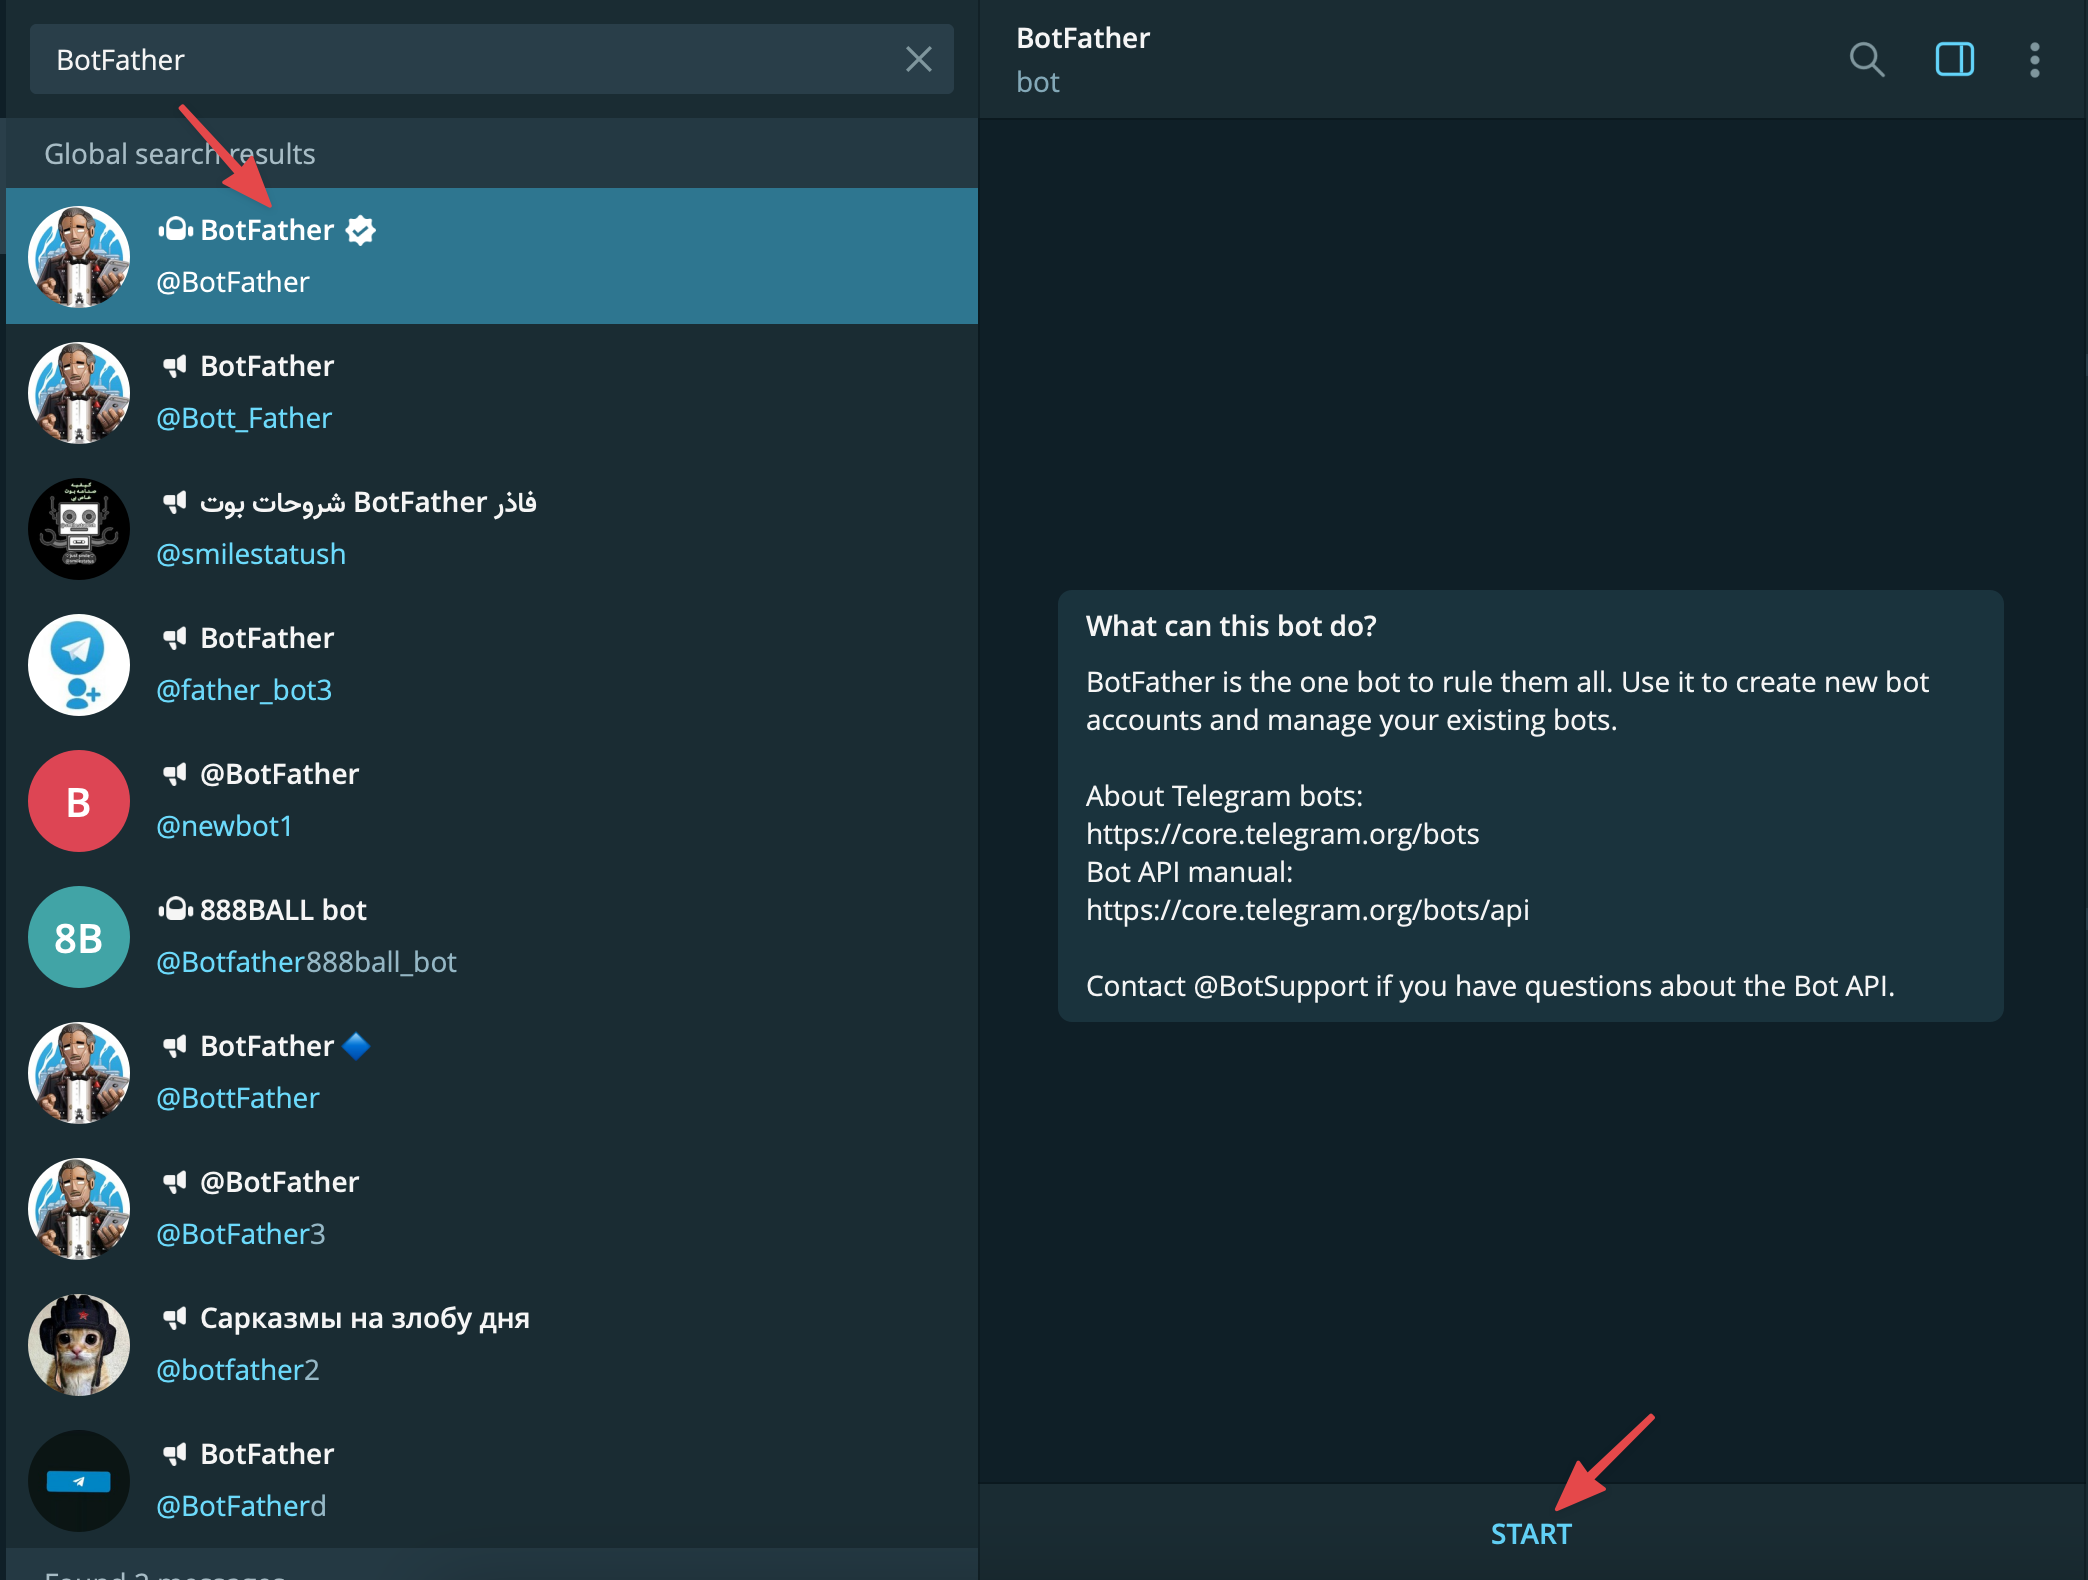 BotFather
Global search results
BotFather
@BotFather
BotFather
@Bott_Father
شروحات بوت BotFather فاذر
@smilestatush
BotFather
@father_bot3
B
@BotFather
@newbot1
8B
888BALL bot
@Botfather888ball_bot
BotFather
@BottFather
@BotFather
@BotFather3
Сарказмы на злобу дня
@botfather2
BotFather
@BotFatherd
Found 2 messages
BotFather
bot
What can this bot do?
BotFather is the one bot to rule them all. Use it to create new bot
accounts and manage your existing bots.
About Telegram bots:
https://core.telegram.org/bots
Bot API manual:
https://core.telegram.org/bots/api
Contact @BotSupport if you have questions about the Bot API.
START